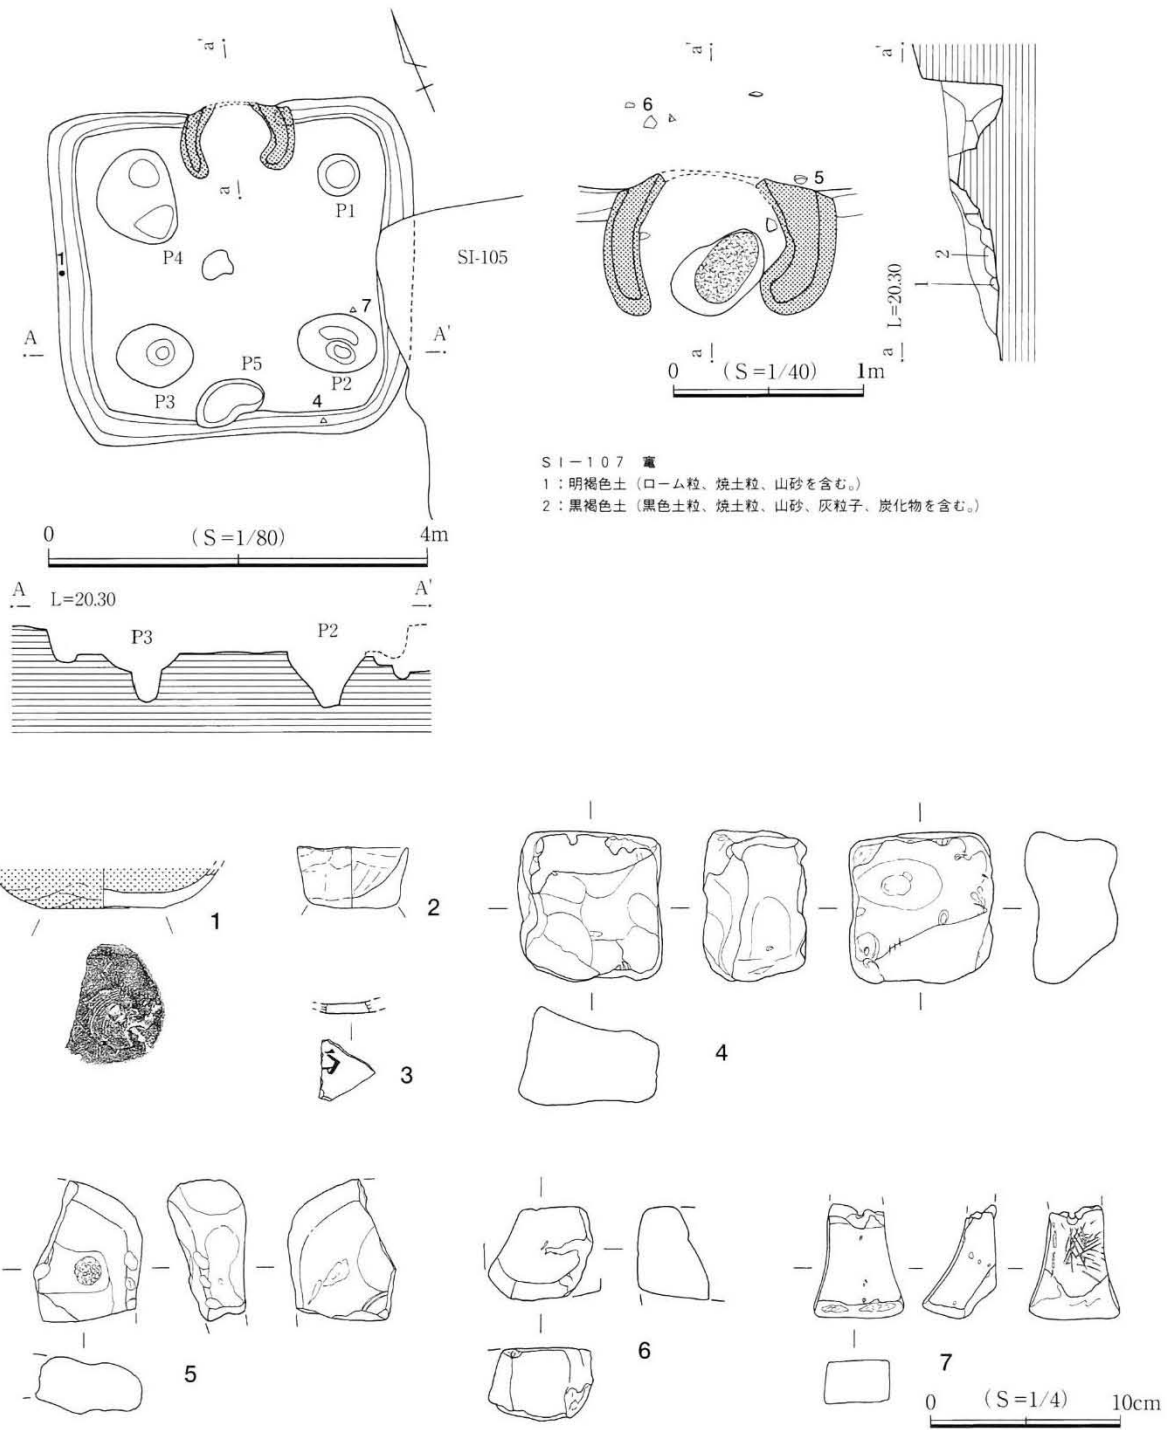 a'
P1
P4
1
SI-105
a
7
A
A'
P5
P2
P3
4
0 (S=1/80) 4m
A L=20.30 A'
P3 P2
a'
6
5
a
0 (S=1/40) 1m
a'
2
1
a L=20.30
SI-107 竃
1:明褐色土(ローム粒、焼土粒、山砂を含む。)
2:黒褐色土(黒色土粒、焼土粒、山砂、灰粒子、炭化物を含む。)
1
2
3
4
5
6
7
0 (S=1/4) 10cm